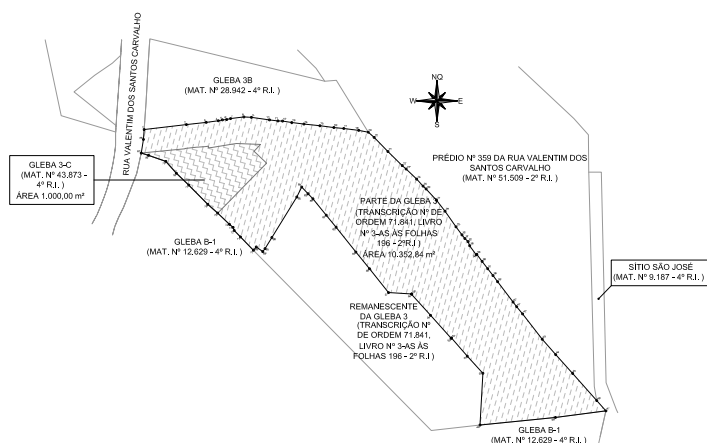 RUA VALENTIM DOS SANTOS CARVALHO
GLEBA 3B
(MAT. Nº 28.942 - 4º R.I.)
NQ
W
E
S
GLEBA 3-C
(MAT. Nº 43.873 -
4º R.I.)
ÁREA 1.000,00 m²
PRÉDIO Nº 359 DA RUA VALENTIM DOS
SANTOS CARVALHO
(MAT. Nº 51.509 - 2º R.I.)
PARTE DA GLEBA 3
(TRANSCRIÇÃO Nº DE
ORDEM 71.841, LIVRO
Nº 3-AS ÀS FOLHAS
196 - 2ºR.I.)
ÁREA 10.352,84 m²
GLEBA B-1
(MAT. Nº 12.629 - 4º R.I.)
SÍTIO SÃO JOSÉ
(MAT. Nº 9.187 - 4º R.I.)
REMANESCENTE
DA GLEBA 3
(TRANSCRIÇÃO Nº
DE ORDEM 71.841,
LIVRO Nº 3-AS ÀS
FOLHAS 196 - 2º R.I)
GLEBA B-1
(MAT. Nº 12.629 - 4º R.I.)